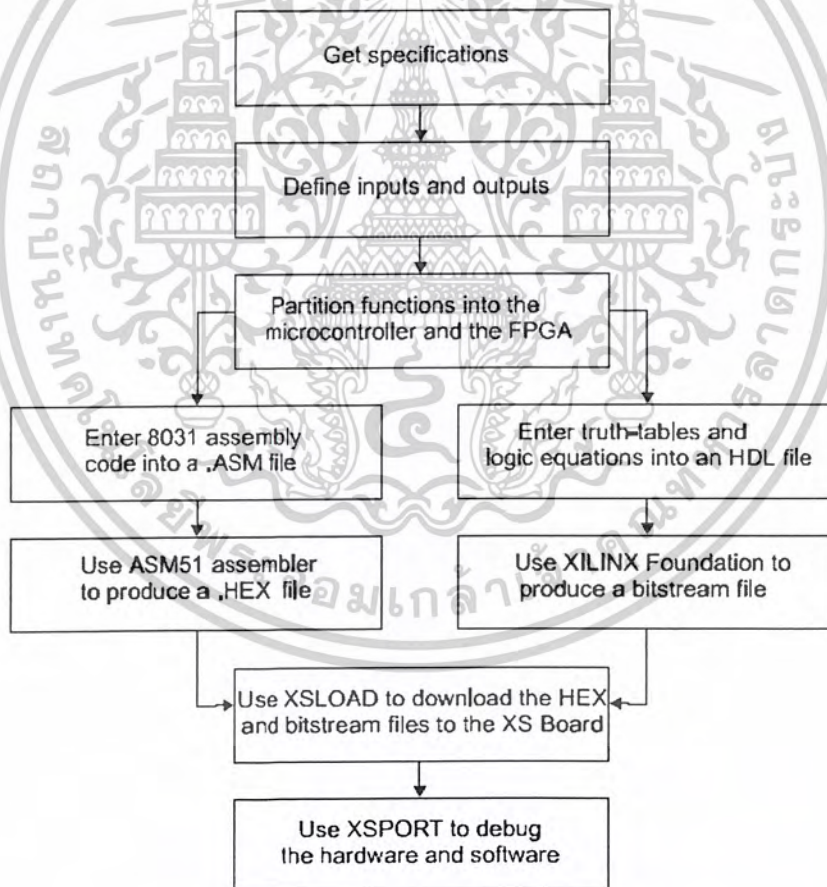 Get specifications
Define inputs and outputs
Partition functions into the
microcontroller and the FPGA
Enter 8031 assembly
code into a .ASM file
Enter truth-tables and
logic equations into an HDL file
Use ASM51 assembler
to produce a .HEX file
Use XILINX Foundation to
produce a bitstream file
Use XSLOAD to download the HEX
and bitstream files to the XS Board
Use XSPORT to debug
the hardware and software